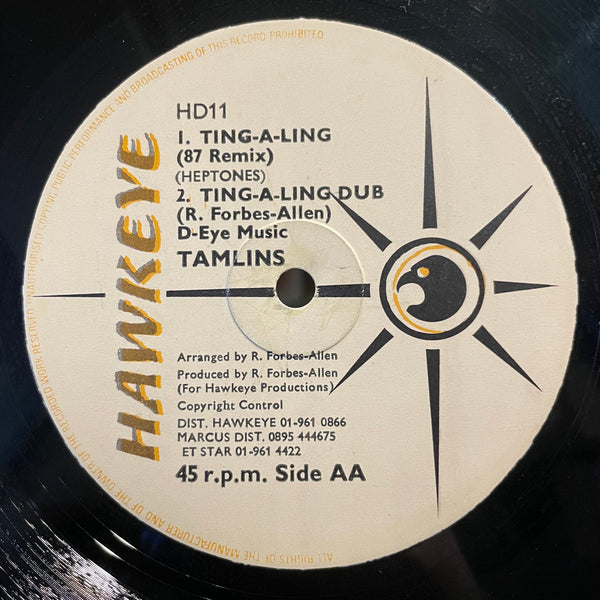 ALL RIGHTS OF THE MANUFACTURER AND OF THE OWNER OF THE RECORDED WORK RESERVED UNAUTHORISED COPYING PUBLIC PERFORMANCE AND BROADCASTING OF THIS RECORD PROHIBITED
HAWKEYE
HD11
1. TING-A-LING
(87 Remix)
(HEPTONES)
2. TING-A-LING DUB
(R. Forbes-Allen)
D-Eye Music
TAMLINS
Arranged by R. Forbes-Allen
Produced by R. Forbes-Allen
(For Hawkeye Productions)
Copyright Control
DIST. HAWKEYE 01-961 0866
MARCUS DIST. 0895 444675
ET STAR 01-961 4422
45 r.p.m. Side AA